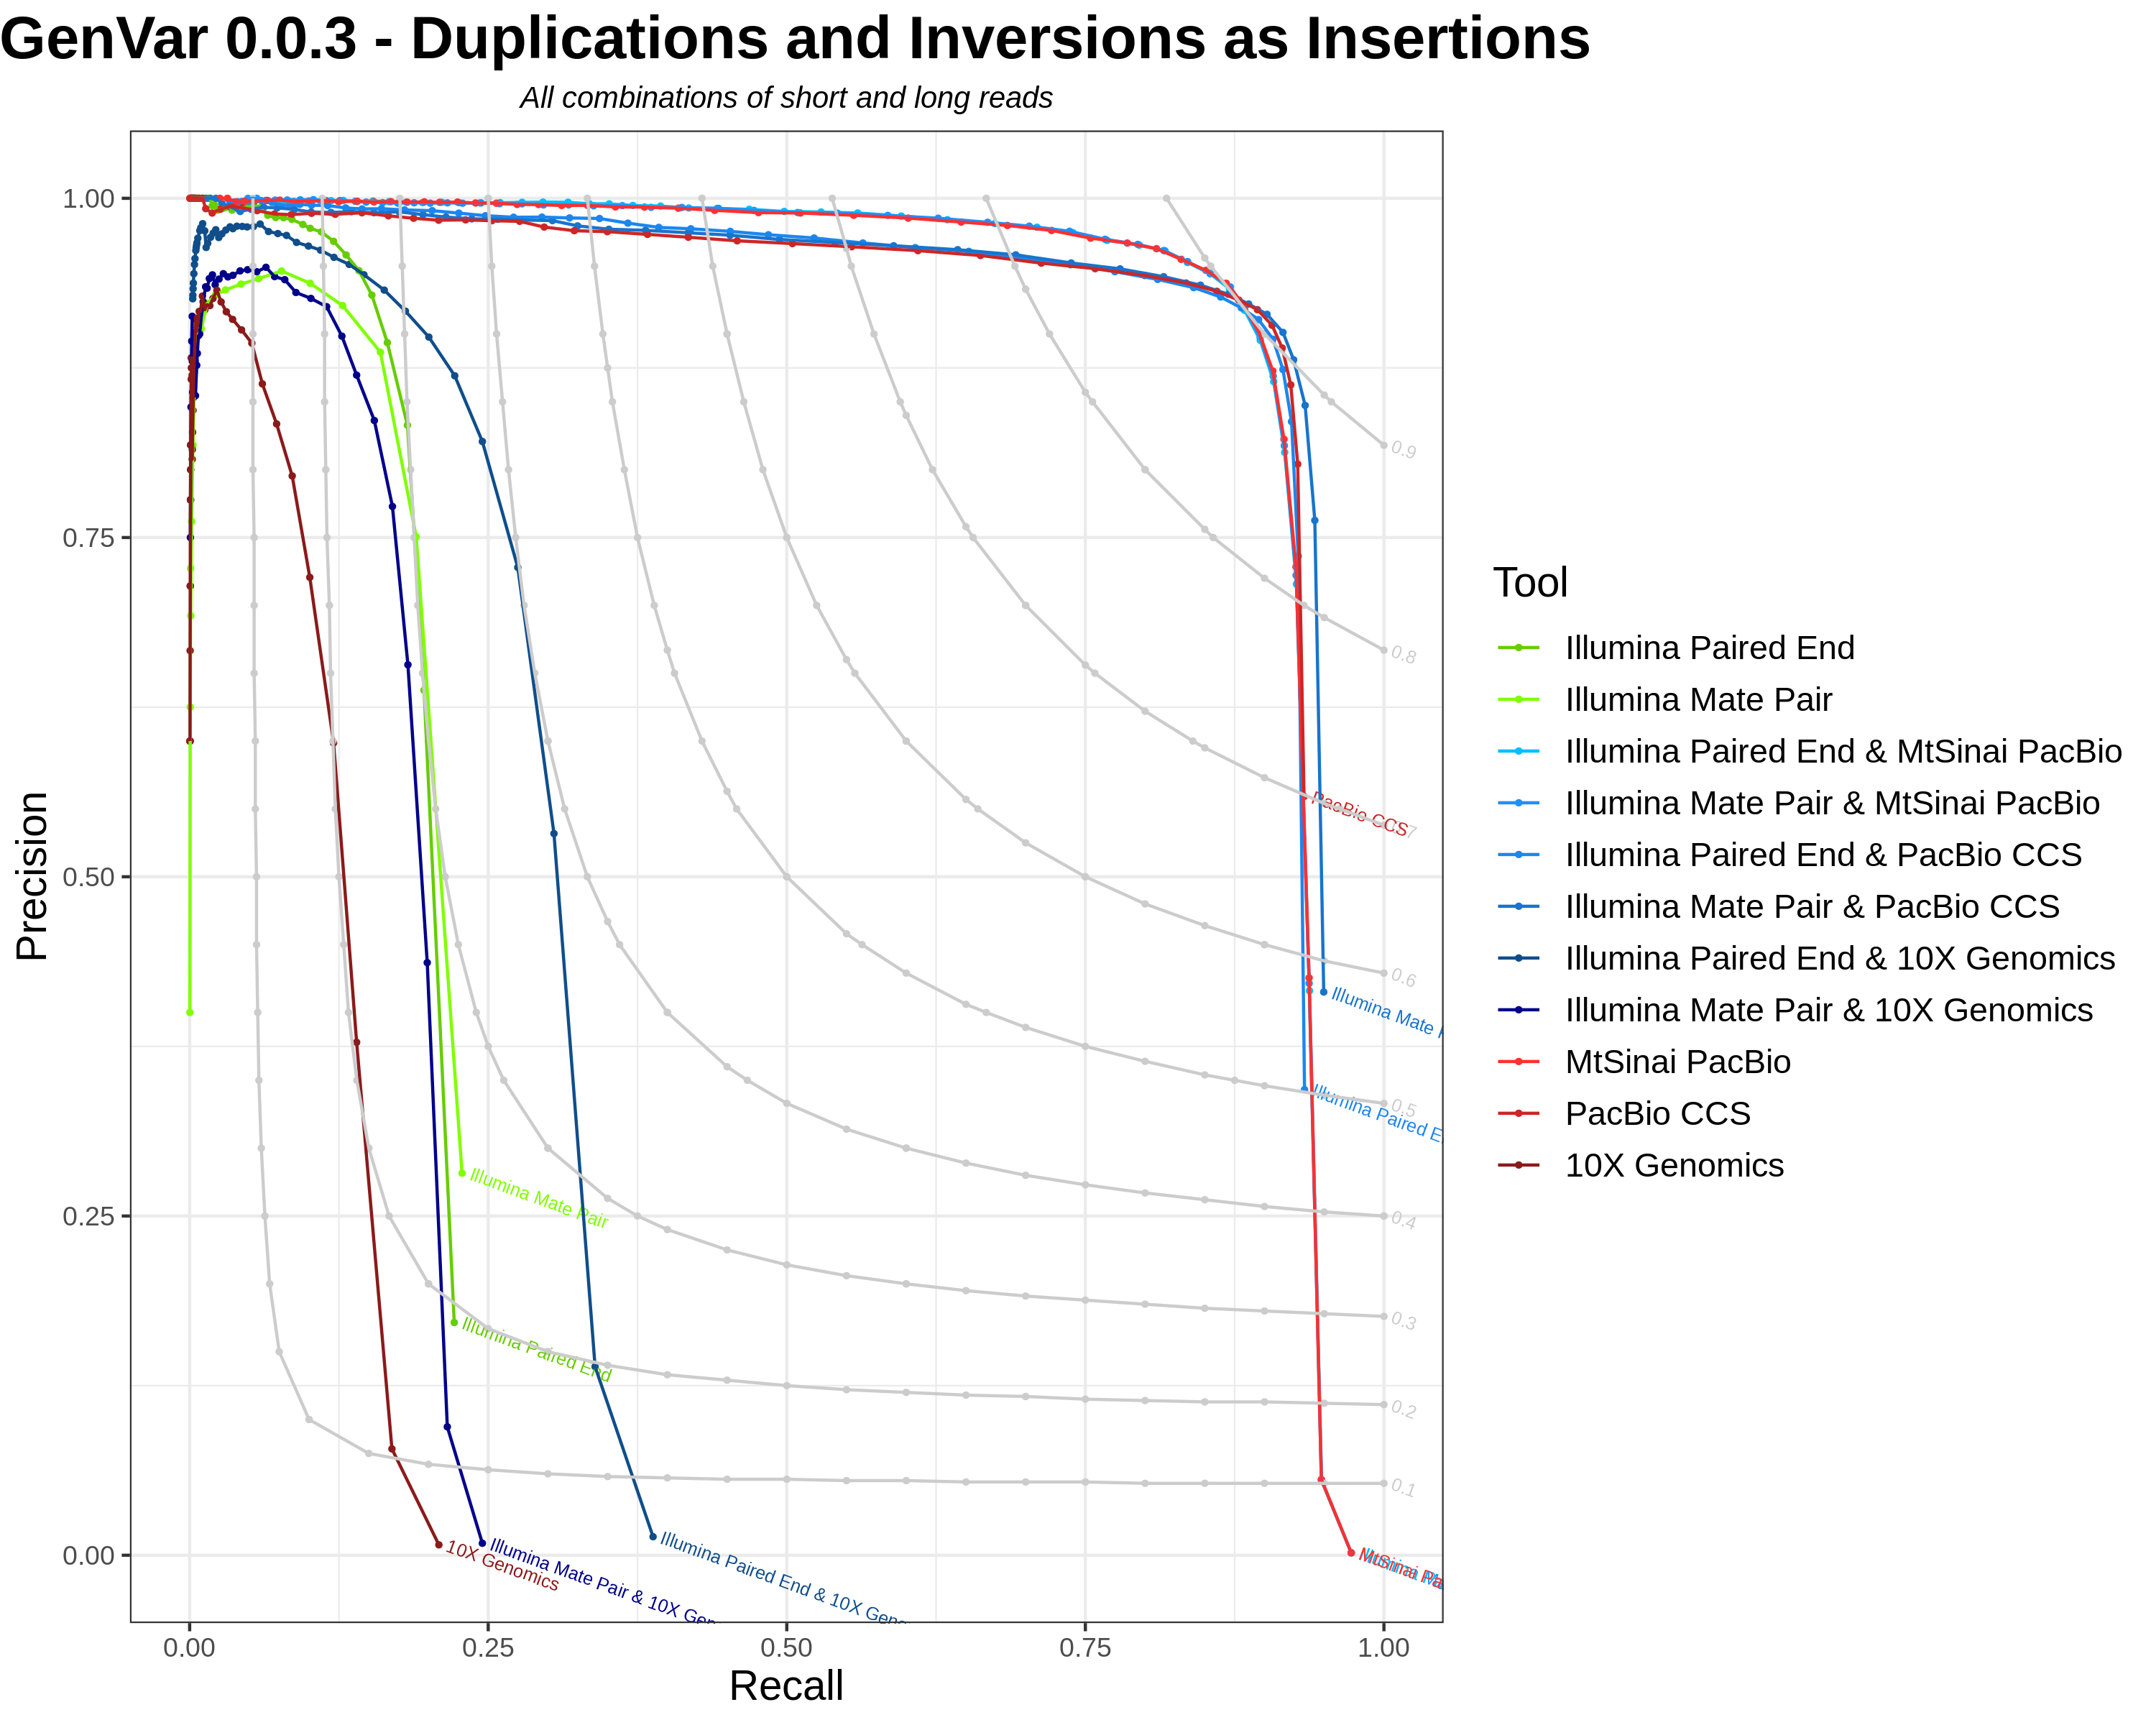 GenVar 0.0.3 - Duplications and Inversions as Insertions
All combinations of short and long reads
Precision
1.00
0.75
0.50
0.25
0.00
0.9
0.8
PacBio CCS
0.6
Illumina Mate
0.5
Illumina Paired E
Illumina Mate Pair
0.4
0.3
Illumina Paired End
0.2
0.1
10X Genomics
Illumina Mate Pair & 10X Gen
Illumina Paired End & 10X Geno
MtSinai Pa
0.00
0.25
0.50
0.75
1.00
Recall
Tool
Illumina Paired End
Illumina Mate Pair
Illumina Paired End & MtSinai PacBio
Illumina Mate Pair & MtSinai PacBio
Illumina Paired End & PacBio CCS
Illumina Mate Pair & PacBio CCS
Illumina Paired End & 10X Genomics
Illumina Mate Pair & 10X Genomics
MtSinai PacBio
PacBio CCS
10X Genomics